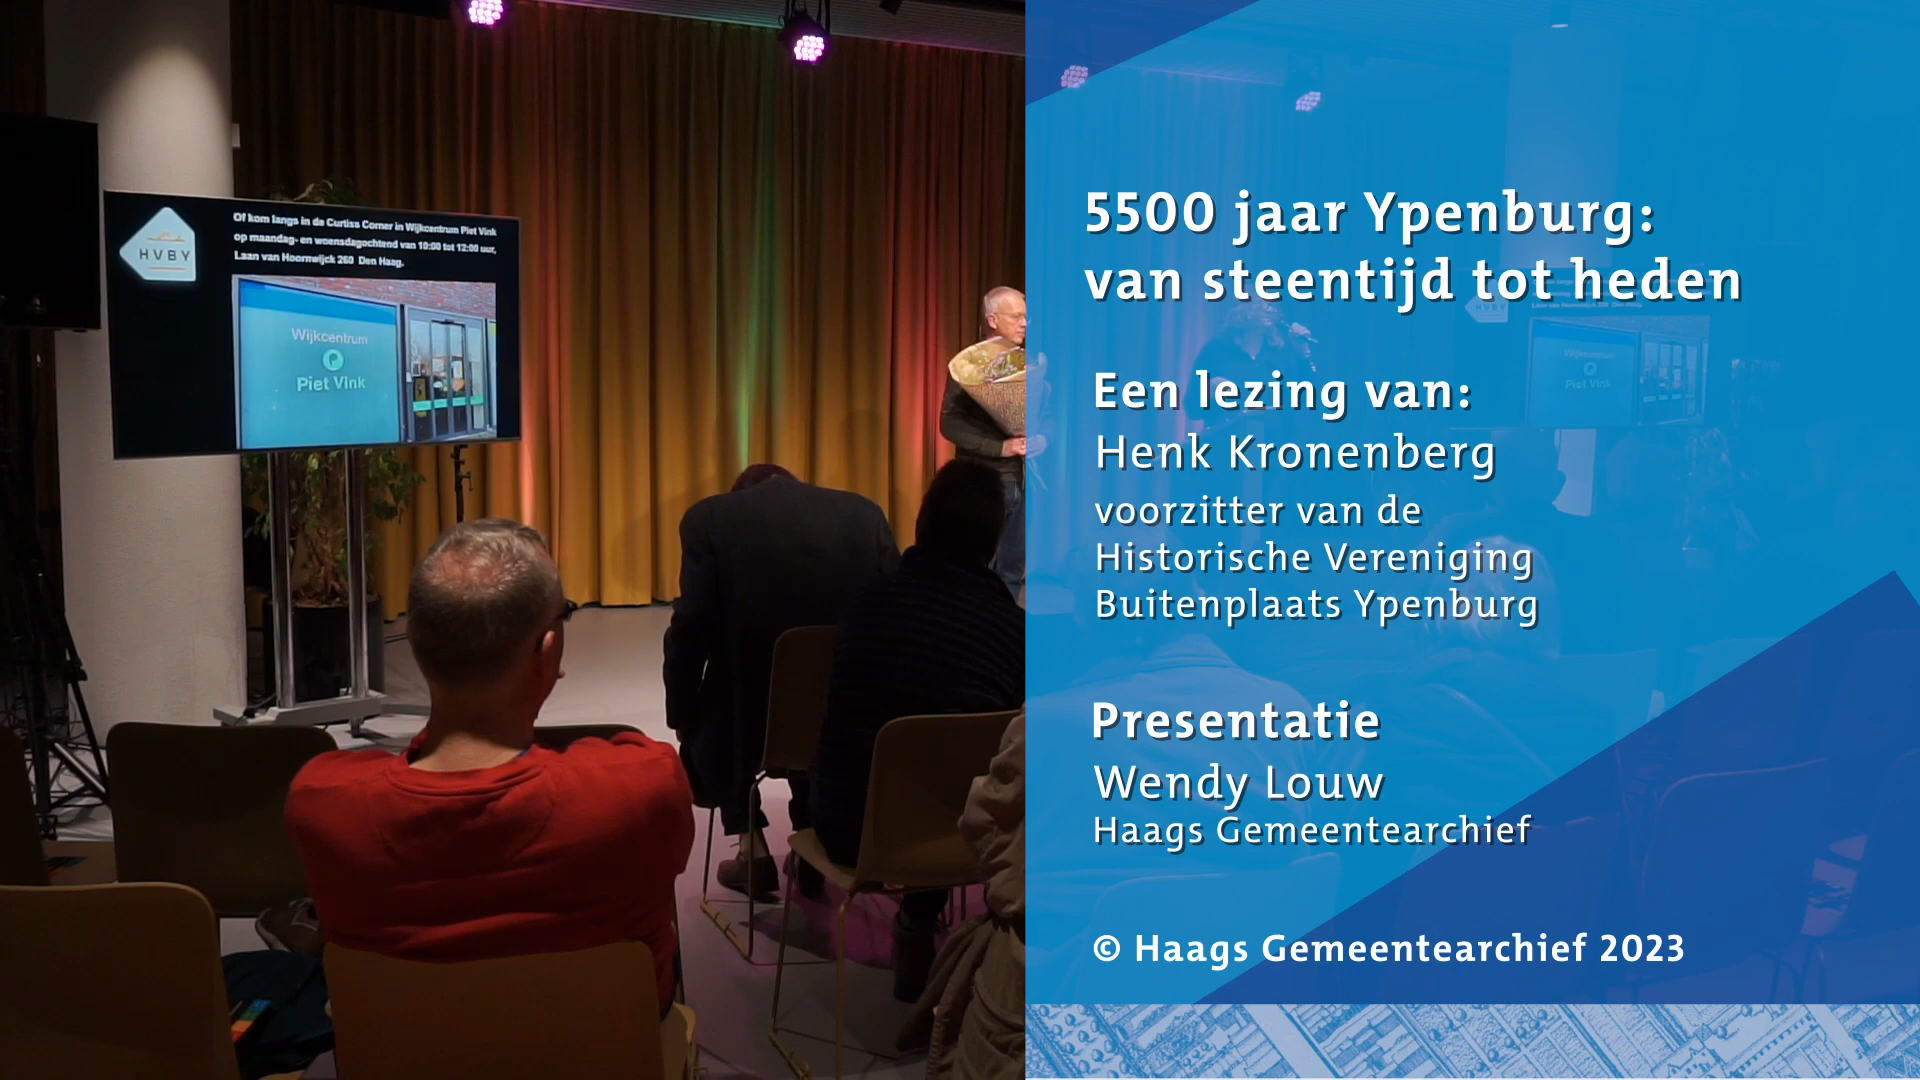 Of kom langs in de Curtiss Corner in Wijkcentrum Piet Vink
op maandag- en woensdagochtend van 10:00 tot 12:00 uur,
Laan van Hoornwijck 260 Den Haag.
HVBY
Wijkcentrum
Piet Vink
5500 jaar Ypenburg:
van steentijd tot heden
Een lezing van:
Henk Kronenberg
voorzitter van de
Historische Vereniging
Buitenplaats Ypenburg
Presentatie
Wendy Louw
Haags Gemeentearchief
© Haags Gemeentearchief 2023
Wijkcentrum
Piet Vink